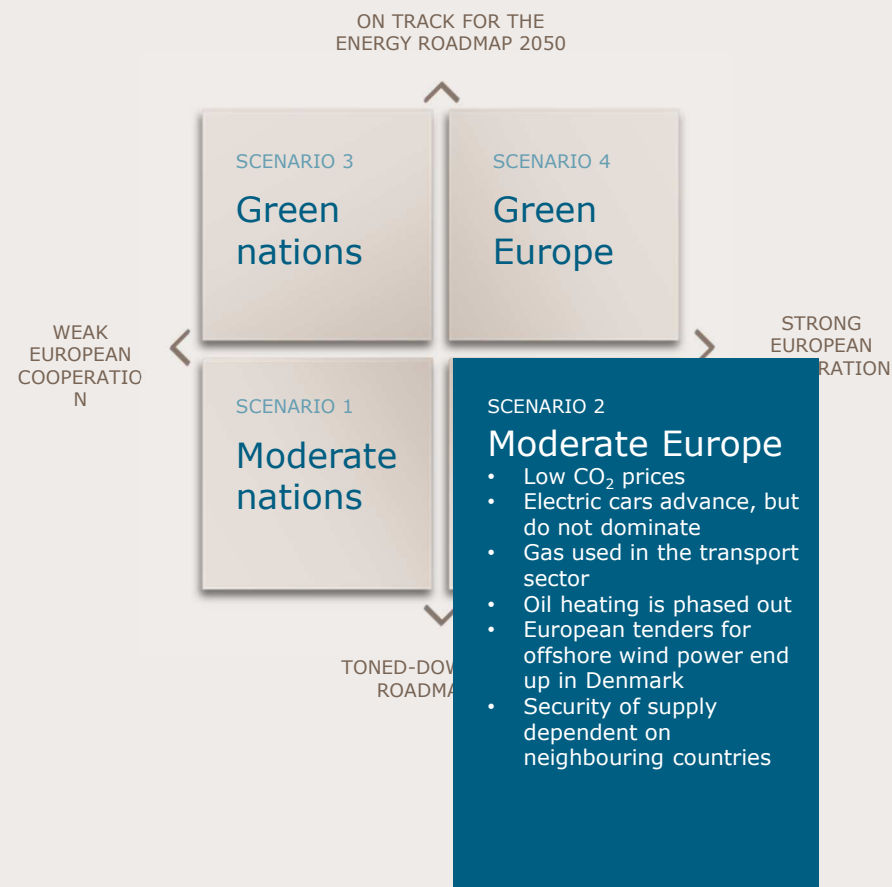 ON TRACK FOR THE
ENERGY ROADMAP 2050
SCENARIO 3
Green
nations
SCENARIO 4
Green
Europe
WEAK
EUROPEAN
COOPERATIO
N
STRONG
EUROPEAN
RATION
SCENARIO 1
Moderate
nations
SCENARIO 2
Moderate Europe
• Low CO₂ prices
• Electric cars advance, but
do not dominate
• Gas used in the transport
sector
• Oil heating is phased out
• European tenders for
offshore wind power end
up in Denmark
• Security of supply
dependent on
neighbouring countries